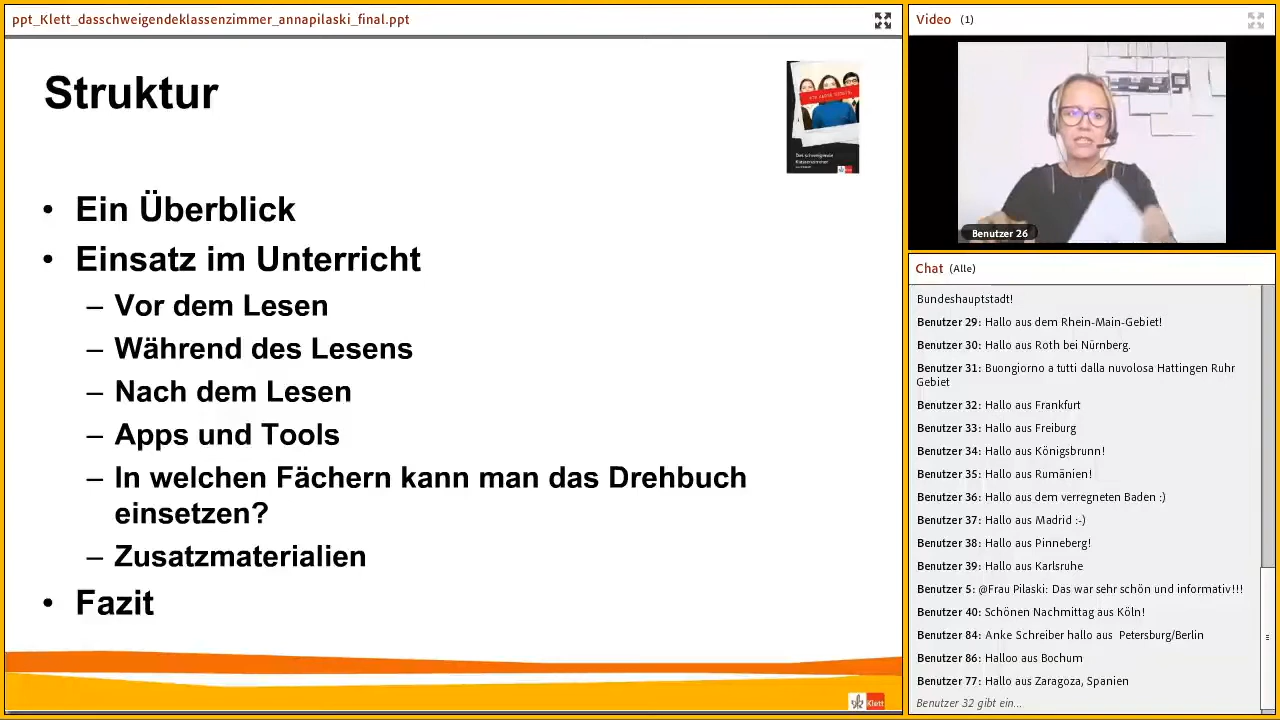 ppt_Klett_dasschweigendeklassenzimmer_annapilaski_final.ppt
Struktur
Das schweigende
Klassenzimmer
• Ein Überblick
• Einsatz im Unterricht
– Vor dem Lesen
– Während des Lesens
– Nach dem Lesen
– Apps und Tools
– In welchen Fächern kann man das Drehbuch
einsetzen?
– Zusatzmaterialien
• Fazit
Klett
Video (1)
Benutzer 26
Chat (Alle)
Bundeshauptstadt!
Benutzer 29: Hallo aus dem Rhein-Main-Gebiet!
Benutzer 30: Hallo aus Roth bei Nürnberg.
Benutzer 31: Buongiorno a tutti dalla nuvolosa Hattingen Ruhr
Gebiet
Benutzer 32: Hallo aus Frankfurt
Benutzer 33: Hallo aus Freiburg
Benutzer 34: Hallo aus Königsbrunn!
Benutzer 35: Hallo aus Rumänien!
Benutzer 36: Hallo aus dem verregneten Baden :)
Benutzer 37: Hallo aus Madrid :-)
Benutzer 38: Hallo aus Pinneberg!
Benutzer 39: Hallo aus Karlsruhe
Benutzer 5: @Frau Pilaski: Das war sehr schön und informativ!!!
Benutzer 40: Schönen Nachmittag aus Köln!
Benutzer 84: Anke Schreiber hallo aus  Petersburg/Berlin
Benutzer 86: Halloo aus Bochum
Benutzer 77: Hallo aus Zaragoza, Spanien
Benutzer 32 gibt ein...